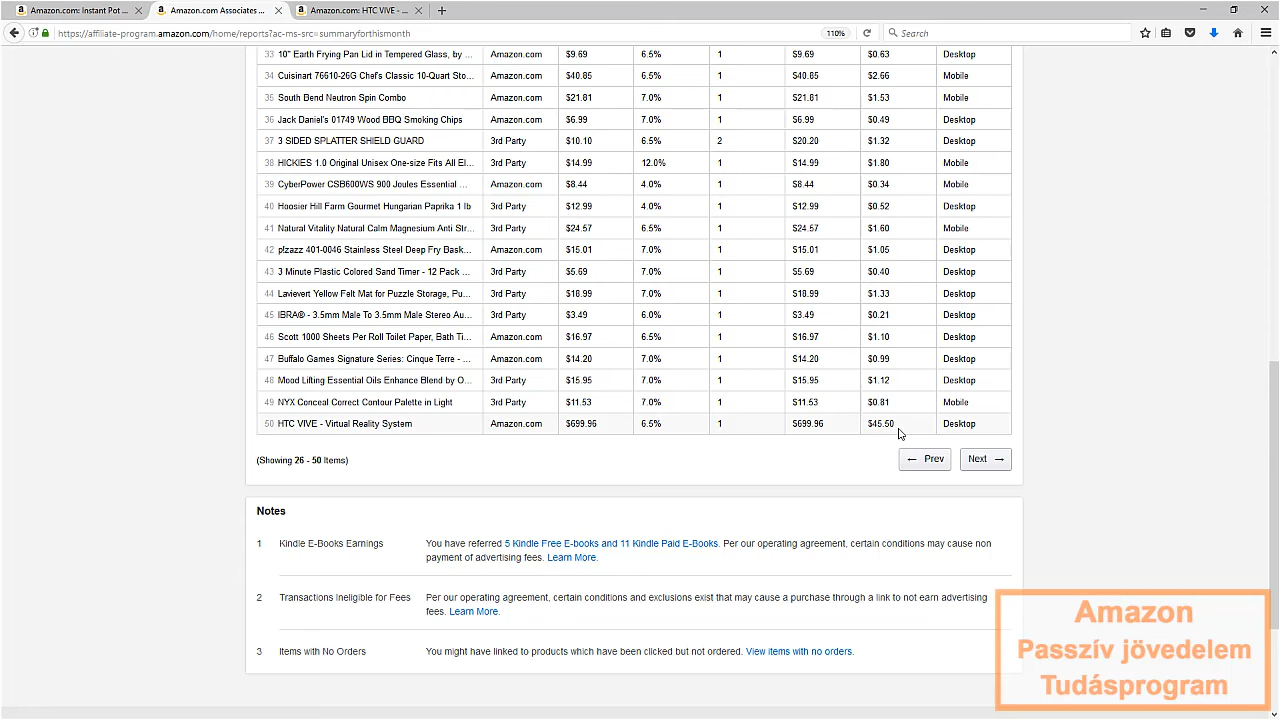 Amazon.com: Instant Pot ...
Amazon.com Associates ...
Amazon.com: HTC VIVE - ...
https://affiliate-program.amazon.com/home/reports?ac-ms-src=summaryforthismonth
110%
Search
33 10" Earth Frying Pan Lid in Tempered Glass, by ... Amazon.com $9.69 6.5% 1 $9.69 $0.63 Desktop
34 Cuisinart 76610-26G Chef's Classic 10-Quart Sto... Amazon.com $40.85 6.5% 1 $40.85 $2.66 Mobile
35 South Bend Neutron Spin Combo Amazon.com $21.81 7.0% 1 $21.81 $1.53 Mobile
36 Jack Daniel's 01749 Wood BBQ Smoking Chips Amazon.com $6.99 7.0% 1 $6.99 $0.49 Desktop
37 3 SIDED SPLATTER SHIELD GUARD 3rd Party $10.10 6.5% 2 $20.20 $1.32 Desktop
38 HICKIES 1.0 Original Unisex One-size Fits All El... 3rd Party $14.99 12.0% 1 $14.99 $1.80 Mobile
39 CyberPower CSB600WS 900 Joules Essential ... Amazon.com $8.44 4.0% 1 $8.44 $0.34 Mobile
40 Hoosier Hill Farm Gourmet Hungarian Paprika 1 lb 3rd Party $12.99 4.0% 1 $12.99 $0.52 Desktop
41 Natural Vitality Natural Calm Magnesium Anti Str... 3rd Party $24.57 6.5% 1 $24.57 $1.60 Mobile
42 p!zazz 401-0046 Stainless Steel Deep Fry Bask... Amazon.com $15.01 7.0% 1 $15.01 $1.05 Desktop
43 3 Minute Plastic Colored Sand Timer - 12 Pack ... 3rd Party $5.69 7.0% 1 $5.69 $0.40 Desktop
44 Lavievert Yellow Felt Mat for Puzzle Storage, Pu... 3rd Party $18.99 7.0% 1 $18.99 $1.33 Desktop
45 IBRA® - 3.5mm Male To 3.5mm Male Stereo Au... 3rd Party $3.49 6.0% 1 $3.49 $0.21 Desktop
46 Scott 1000 Sheets Per Roll Toilet Paper, Bath Ti... Amazon.com $16.97 6.5% 1 $16.97 $1.10 Desktop
47 Buffalo Games Signature Series: Cinque Terre - ... Amazon.com $14.20 7.0% 1 $14.20 $0.99 Desktop
48 Mood Lifting Essential Oils Enhance Blend by O... 3rd Party $15.95 7.0% 1 $15.95 $1.12 Desktop
49 NYX Conceal Correct Contour Palette in Light 3rd Party $11.53 7.0% 1 $11.53 $0.81 Mobile
50 HTC VIVE - Virtual Reality System Amazon.com $699.96 6.5% 1 $699.96 $45.50 Desktop
(Showing 26 - 50 Items)
← Prev
Next →
Notes
1 Kindle E-Books Earnings You have referred 5 Kindle Free E-books and 11 Kindle Paid E-Books. Per our operating agreement, certain conditions may cause non
payment of advertising fees. Learn More.
2 Transactions Ineligible for Fees Per our operating agreement, certain conditions and exclusions exist that may cause a purchase through a link to not earn advertising
fees. Learn More.
3 Items with No Orders You might have linked to products which have been clicked but not ordered. View items with no orders.
Amazon
Passzív jövedelem
Tudásprogram